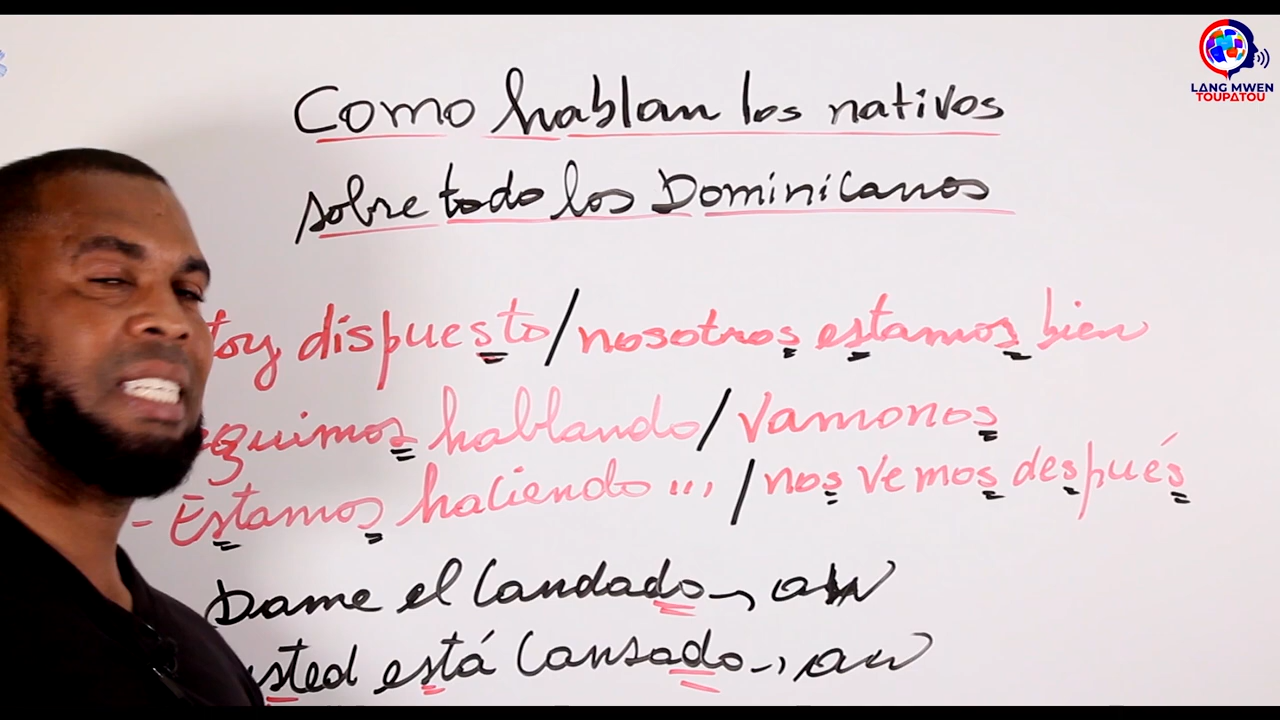 LANG MWEN
TOUPATOU
Como hablan los nativos
sobre todo los Dominicanos
toy dispuesto/nosotros estamos bien
guimos hablando/vamonos
- Estamos haciendo .../nos vemos después
Dame el candado
usted está cansado